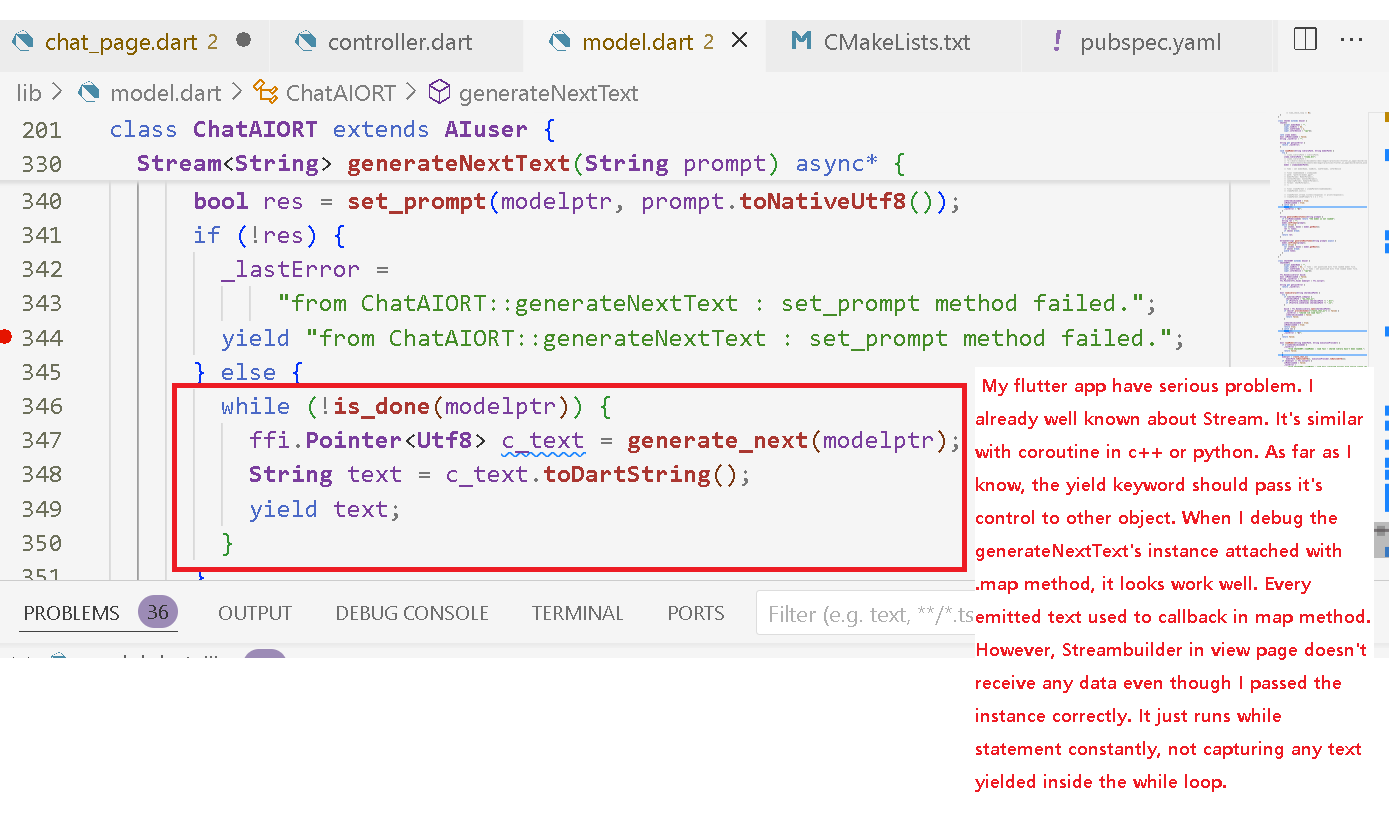 chat_page.dart 2 controller.dart model.dart 2 CMakeLists.txt pubspec.yaml ...
lib > model.dart > ChatAIORT > generateNextText
201 class ChatAIORT extends AIuser {
330 Stream<String> generateNextText(String prompt) async* {
340 bool res = set_prompt(modelptr, prompt.toNativeUtf8());
341 if (!res) {
342 _lastError =
343 "from ChatAIORT::generateNextText : set_prompt method failed.";
344 yield "from ChatAIORT::generateNextText : set_prompt method failed.";
345 } else {
346 while (!is_done(modelptr)) {
347 ffi.Pointer<Utf8> c_text = generate_next(modelptr);
348 String text = c_text.toDartString();
349 yield text;
350 }
351 }
My flutter app have serious problem. I
already well known about Stream. It's similar
with coroutine in c++ or python. As far as I
know, the yield keyword should pass it's
control to other object. When I debug the
generateNextText's instance attached with
.map method, it looks work well. Every
emitted text used to callback in map method.
However, Streambuilder in view page doesn't
receive any data even though I passed the
instance correctly. It just runs while
statement constantly, not capturing any text
yielded inside the while loop.
PROBLEMS 36 OUTPUT DEBUG CONSOLE TERMINAL PORTS Filter (e.g. text, **/*.ts